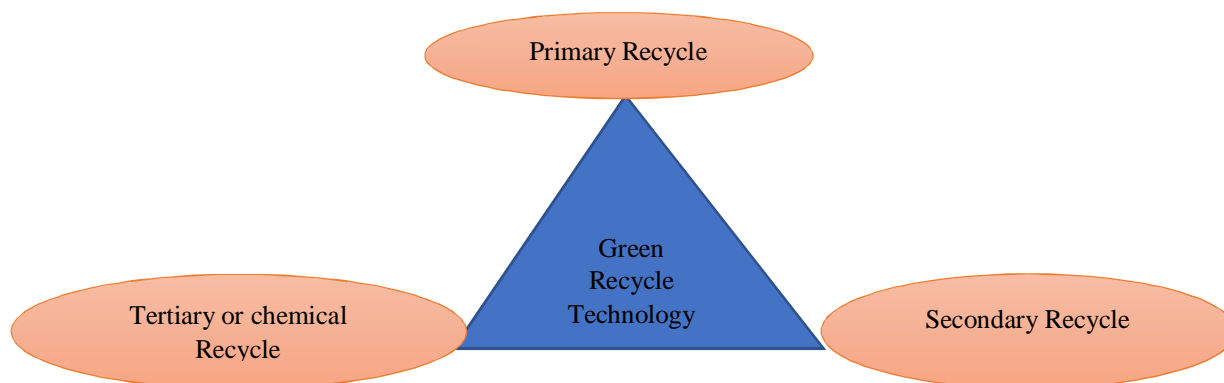 Primary Recycle
Green
Recycle
Technology
Tertiary or chemical
Recycle
Secondary Recycle